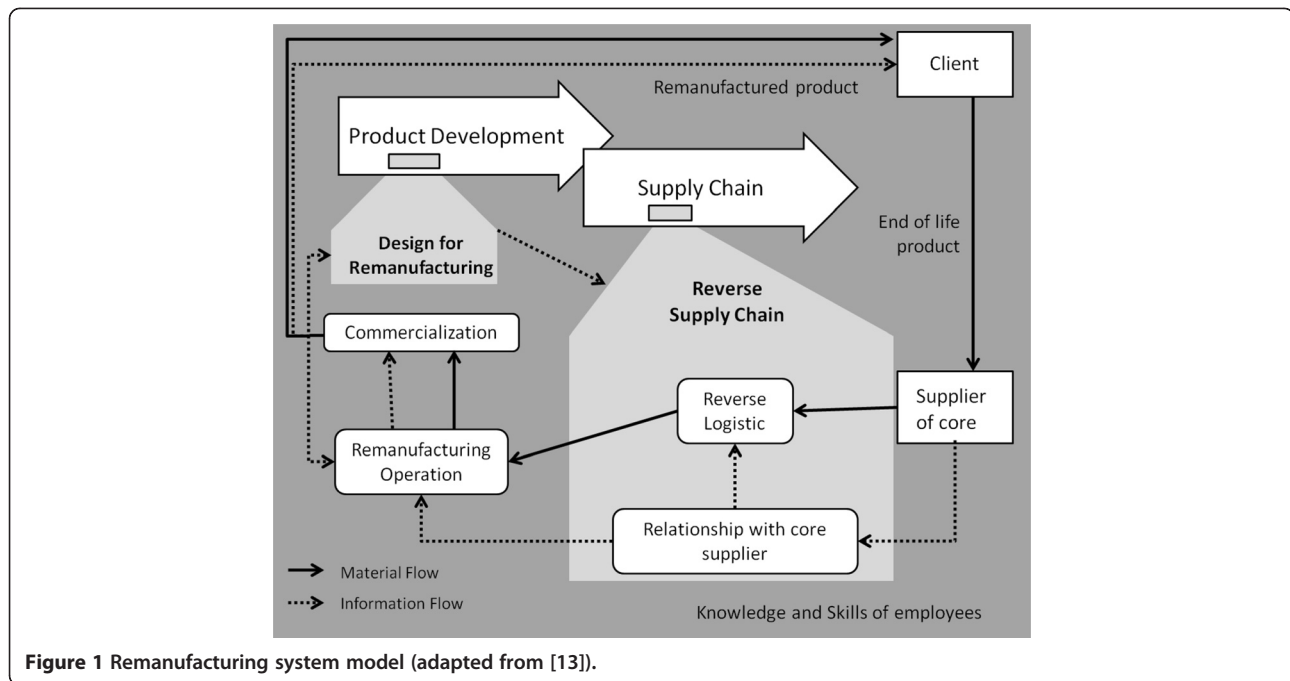 Client
Remanufactured product
Product Development
Supply Chain
End of life
product
Design for
Remanufacturing
Reverse
Supply Chain
Commercialization
Reverse
Logistic
Supplier
of core
Remanufacturing
Operation
Relationship with core
supplier
Material Flow
Information Flow
Knowledge and Skills of employees
Figure 1 Remanufacturing system model (adapted from [13]).